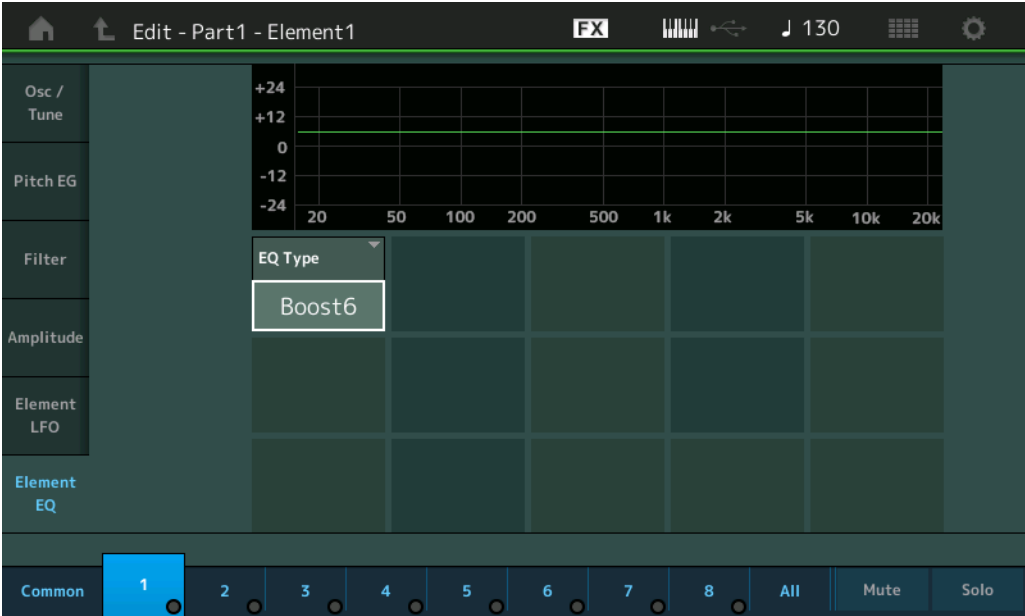 Edit - Part1 - Element1
FX
♩ 130
Osc /
Tune
Pitch EG
Filter
Amplitude
Element
LFO
Element
EQ
+24
+12
0
-12
-24
20 50 100 200 500 1k 2k 5k 10k 20k
EQ Type
Boost6
Common 1 2 3 4 5 6 7 8 All Mute Solo